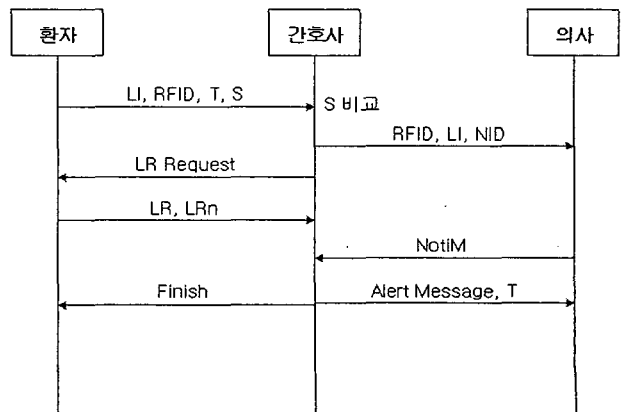 환자
간호사
의사
LI, RFID, T, S
S 비교
RFID, LI, NID
LR Request
LR, LRn
NotiM
Finish
Alert Message, T